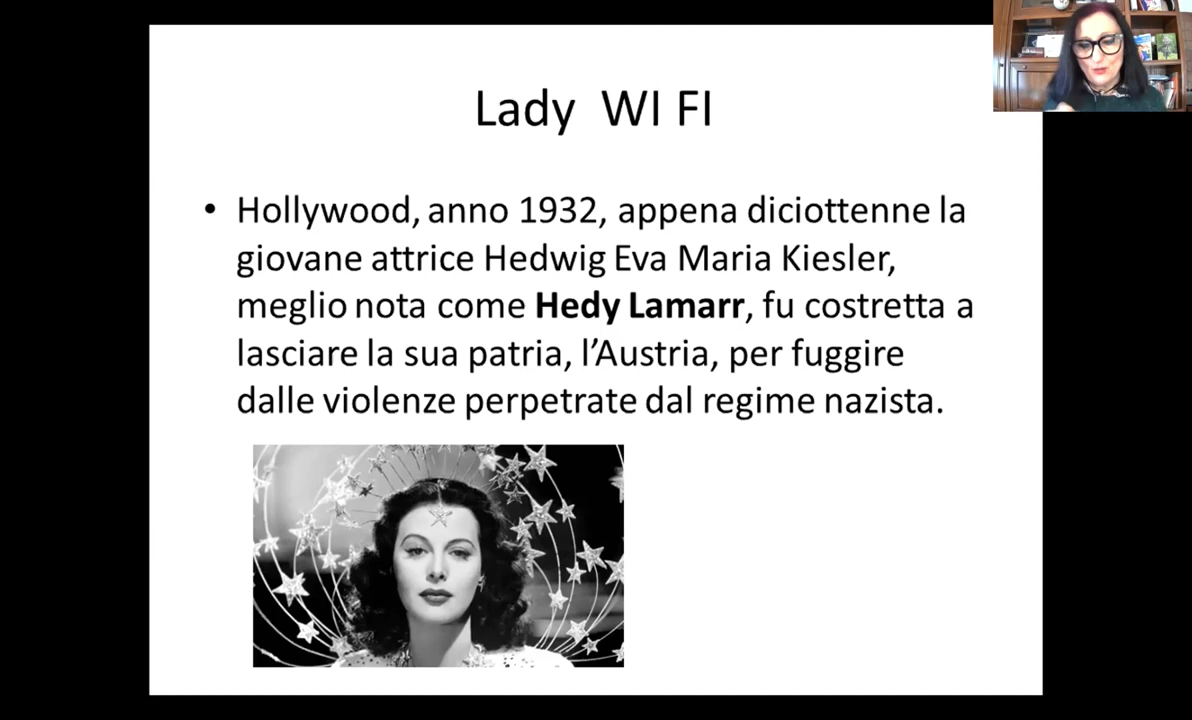 Lady WI FI
• Hollywood, anno 1932, appena diciottenne la
giovane attrice Hedwig Eva Maria Kiesler,
meglio nota come Hedy Lamarr, fu costretta a
lasciare la sua patria, l’Austria, per fuggire
dalle violenze perpetrate dal regime nazista.